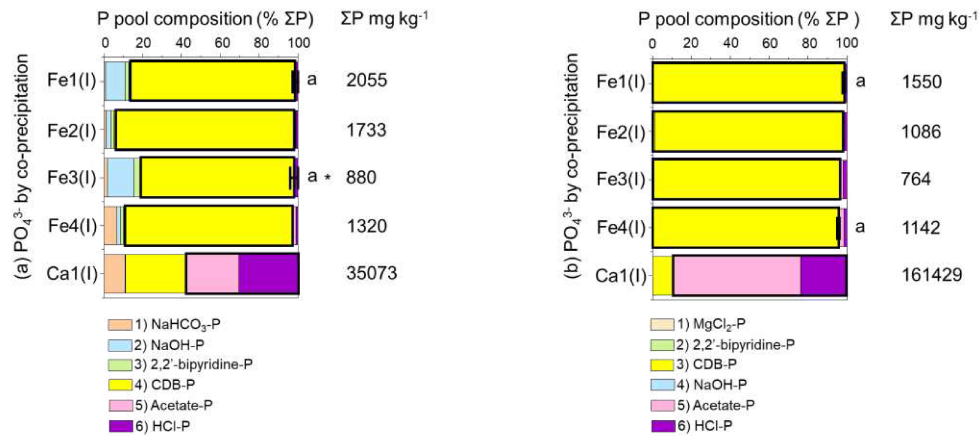 P pool composition (% ΣP) ΣP mg kg⁻¹
0 20 40 60 80 100
Fe1(I) a 2055
Fe2(I) 1733
Fe3(I) a * 880
Fe4(I) 1320
Ca1(I) 35073
(a) PO₄³⁻ by co-precipitation
1) NaHCO₃-P
2) NaOH-P
3) 2,2'-bipyridine-P
4) CDB-P
5) Acetate-P
6) HCl-P
P pool composition (% ΣP ) ΣP mg kg⁻¹
0 20 40 60 80 100
Fe1(I) a 1550
Fe2(I) 1086
Fe3(I) 764
Fe4(I) a 1142
Ca1(I) 161429
(b) PO₄³⁻ by co-precipitation
1) MgCl₂-P
2) 2,2'-bipyridine-P
3) CDB-P
4) NaOH-P
5) Acetate-P
6) HCl-P